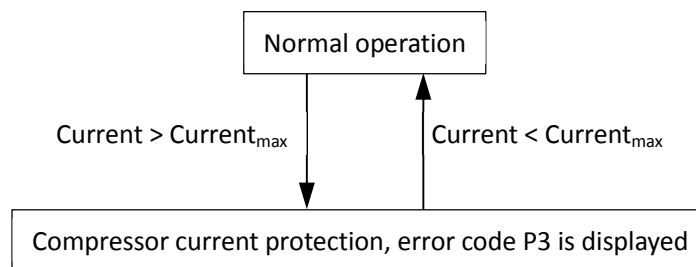 Normal operation
Current > Currentmax
Current < Currentmax
Compressor current protection, error code P3 is displayed